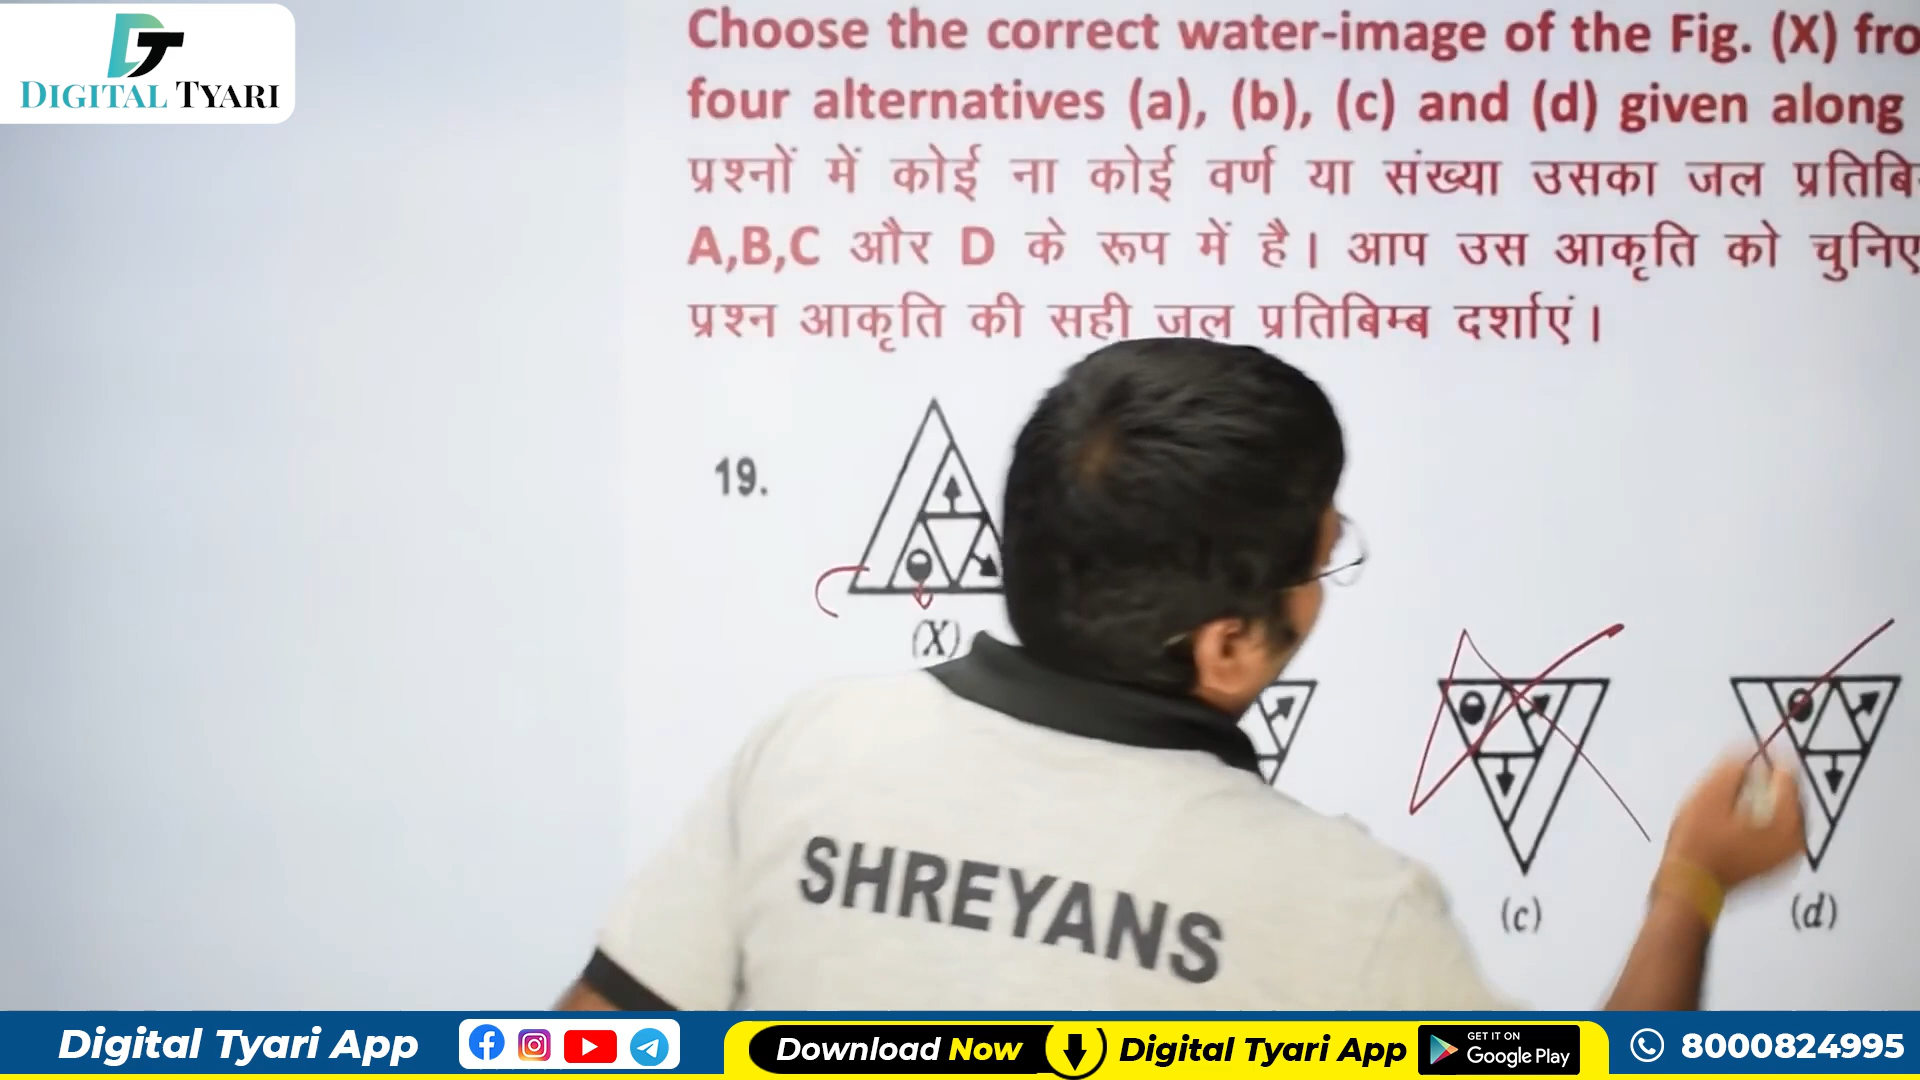 DIGITAL TYARI
Choose the correct water-image of the Fig. (X) fro
four alternatives (a), (b), (c) and (d) given along
प्रश्नों में कोई ना कोई वर्ण या संख्या उसका जल प्रतिबि
A,B,C और D के रूप में है। आप उस आकृति को चुनिए
प्रश्न आकृति की सही जल प्रतिबिम्ब दर्शाएं।
19.
(X)
(c)
(d)
SHREYANS
Digital Tyari App
Download Now
Digital Tyari App
GET IT ON
Google Play
8000824995